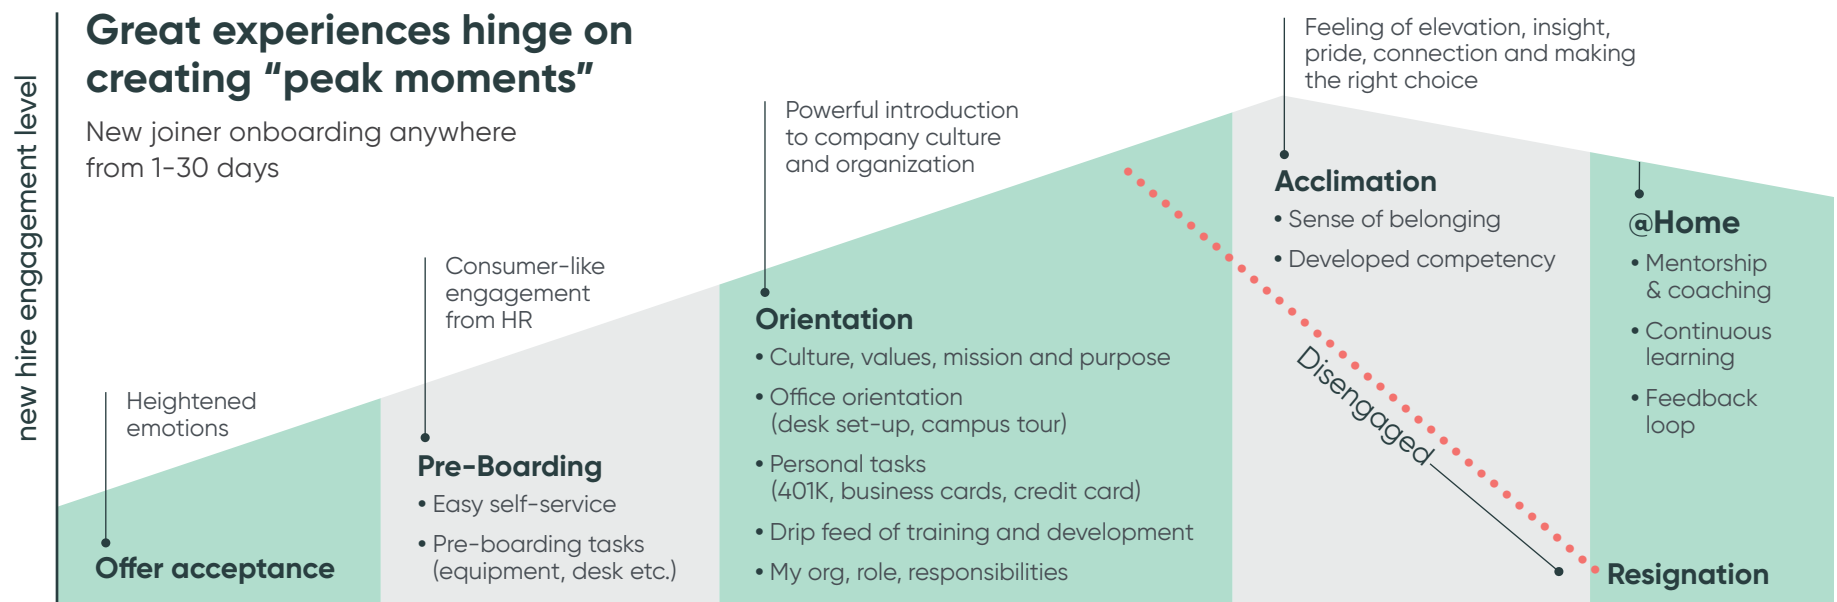 Great experiences hinge on
creating “peak moments”
New joiner onboarding anywhere
from 1-30 days
new hire engagement level
Heightened
emotions
Offer acceptance
Consumer-like
engagement
from HR
Pre-Boarding
• Easy self-service
• Pre-boarding tasks
(equipment, desk etc.)
Powerful introduction
to company culture
and organization
Orientation
• Culture, values, mission and purpose
• Office orientation
(desk set-up, campus tour)
• Personal tasks
(401K, business cards, credit card)
• Drip feed of training and development
• My org, role, responsibilities
Feeling of elevation, insight,
pride, connection and making
the right choice
Acclimation
• Sense of belonging
• Developed competency
Disengaged
Resignation
@Home
• Mentorship
& coaching
• Continuous
learning
• Feedback
loop